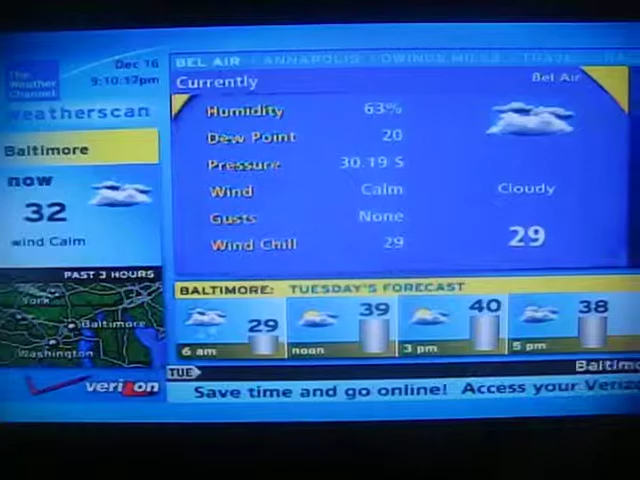 The
Weather
Channel
Dec 16
9:10:17pm
weatherscan
BEL AIR ANNAPOLIS OWINGS MILLS
Currently
Bel Air
Humidity 63%
Dew Point 20
Pressure 30.19 S
Wind Calm
Gusts None
Wind Chill 29
Cloudy
29
Baltimore
now
32
wind Calm
PAST 3 HOURS
York
Baltimore
Washington
BALTIMORE: TUESDAY'S FORECAST
29 39 40 38
6 am noon 3 pm 5 pm
TUE
Baltimo
verizon
Save time and go online! Access your Veriz